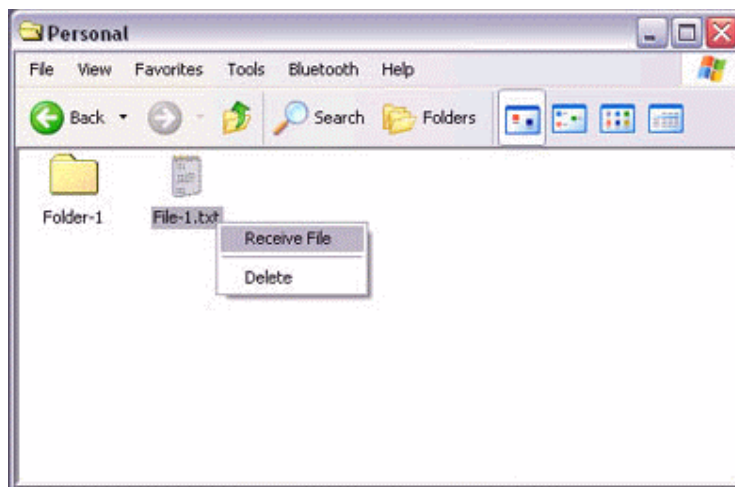 Personal
File View Favorites Tools Bluetooth Help
Back Search Folders
Folder-1 File-1.txt
Receive File
Delete